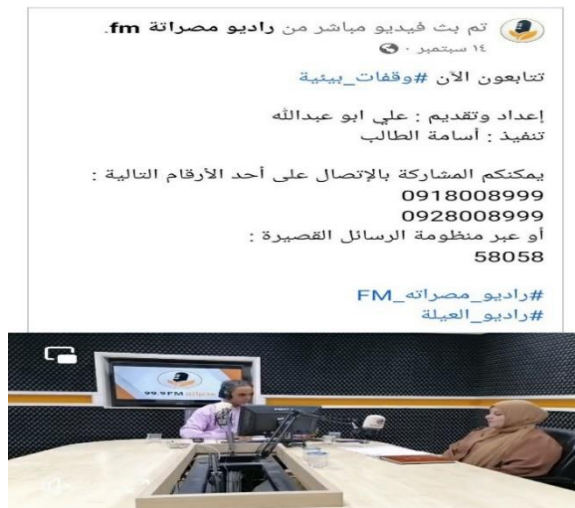 تم بث فيديو مباشر من راديو مصراتة fm.
١٤ سبتمبر ·
تتابعون الآن #وقفات_بيئية
إعداد وتقديم : علي ابو عبدالله
تنفيذ : أسامة الطالب
يمكنكم المشاركة بالإتصال على أحد الأرقام التالية :
0918008999
0928008999
أو عبر منظومة الرسائل القصيرة :
58058
#راديو_مصراته_FM
#راديو_العيلة
99.9FM